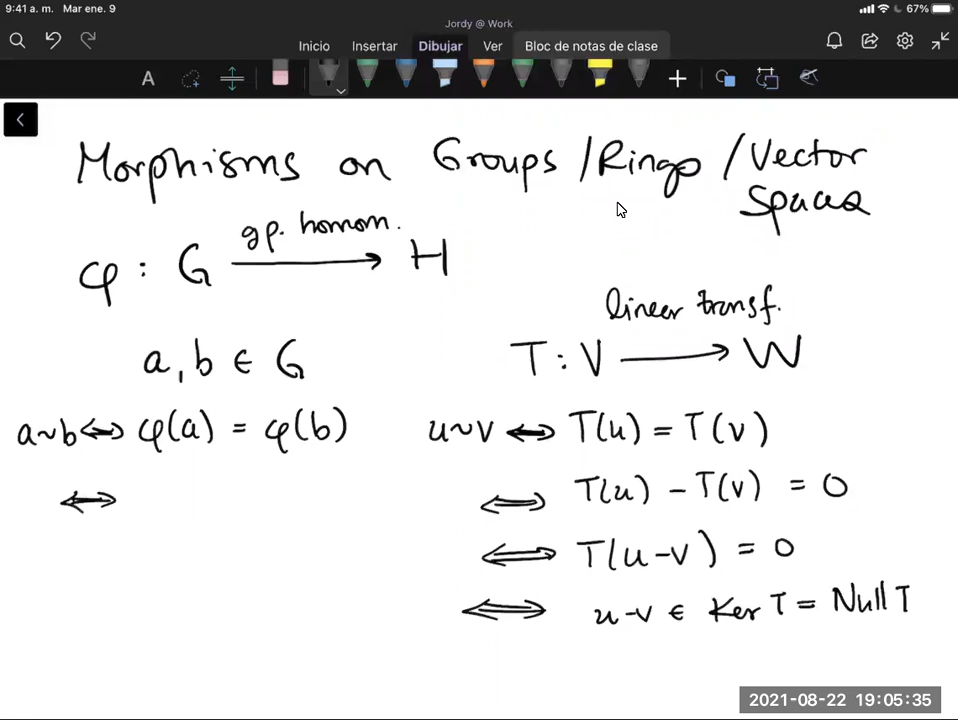 9:41 a. m. Mar ene. 9
67%
Jordy @ Work
Inicio Insertar Dibujar Ver Bloc de notas de clase
A
Morphisms on Groups / Rings / Vector
Spaces
φ : G ⟶ H
gp. homom.
a, b ∈ G
a ~ b ⟺ φ(a) = φ(b)
⟺
linear transf.
T : V ⟶ W
u ~ v ⟺ T(u) = T(v)
⟺ T(u) - T(v) = 0
⟺ T(u - v) = 0
⟺ u - v ∈ Ker T = Null T
2021-08-22 19:05:35